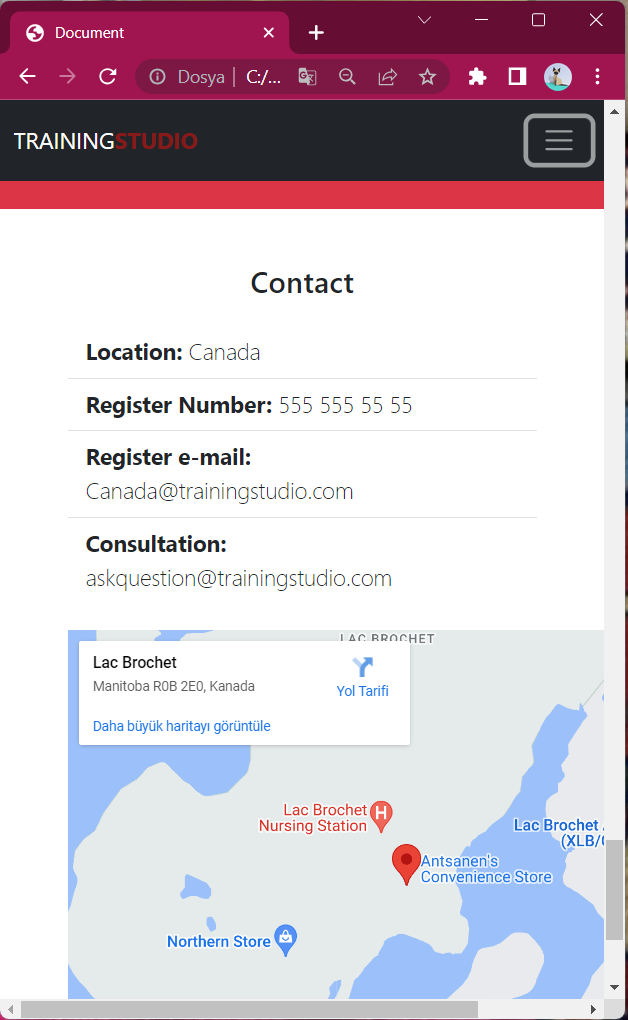 Document
Dosya
C:/...
TRAININGSTUDIO
Contact
Location: Canada
Register Number: 555 555 55 55
Register e-mail:
Canada@trainingstudio.com
Consultation:
askquestion@trainingstudio.com
LAC BROCHET
Lac Brochet
Manitoba R0B 2E0, Kanada
Yol Tarifi
Daha büyük haritayı görüntüle
Lac Brochet
Nursing Station
H
Lac Brochet
(XLB/
Antsanen's
Convenience Store
Northern Store